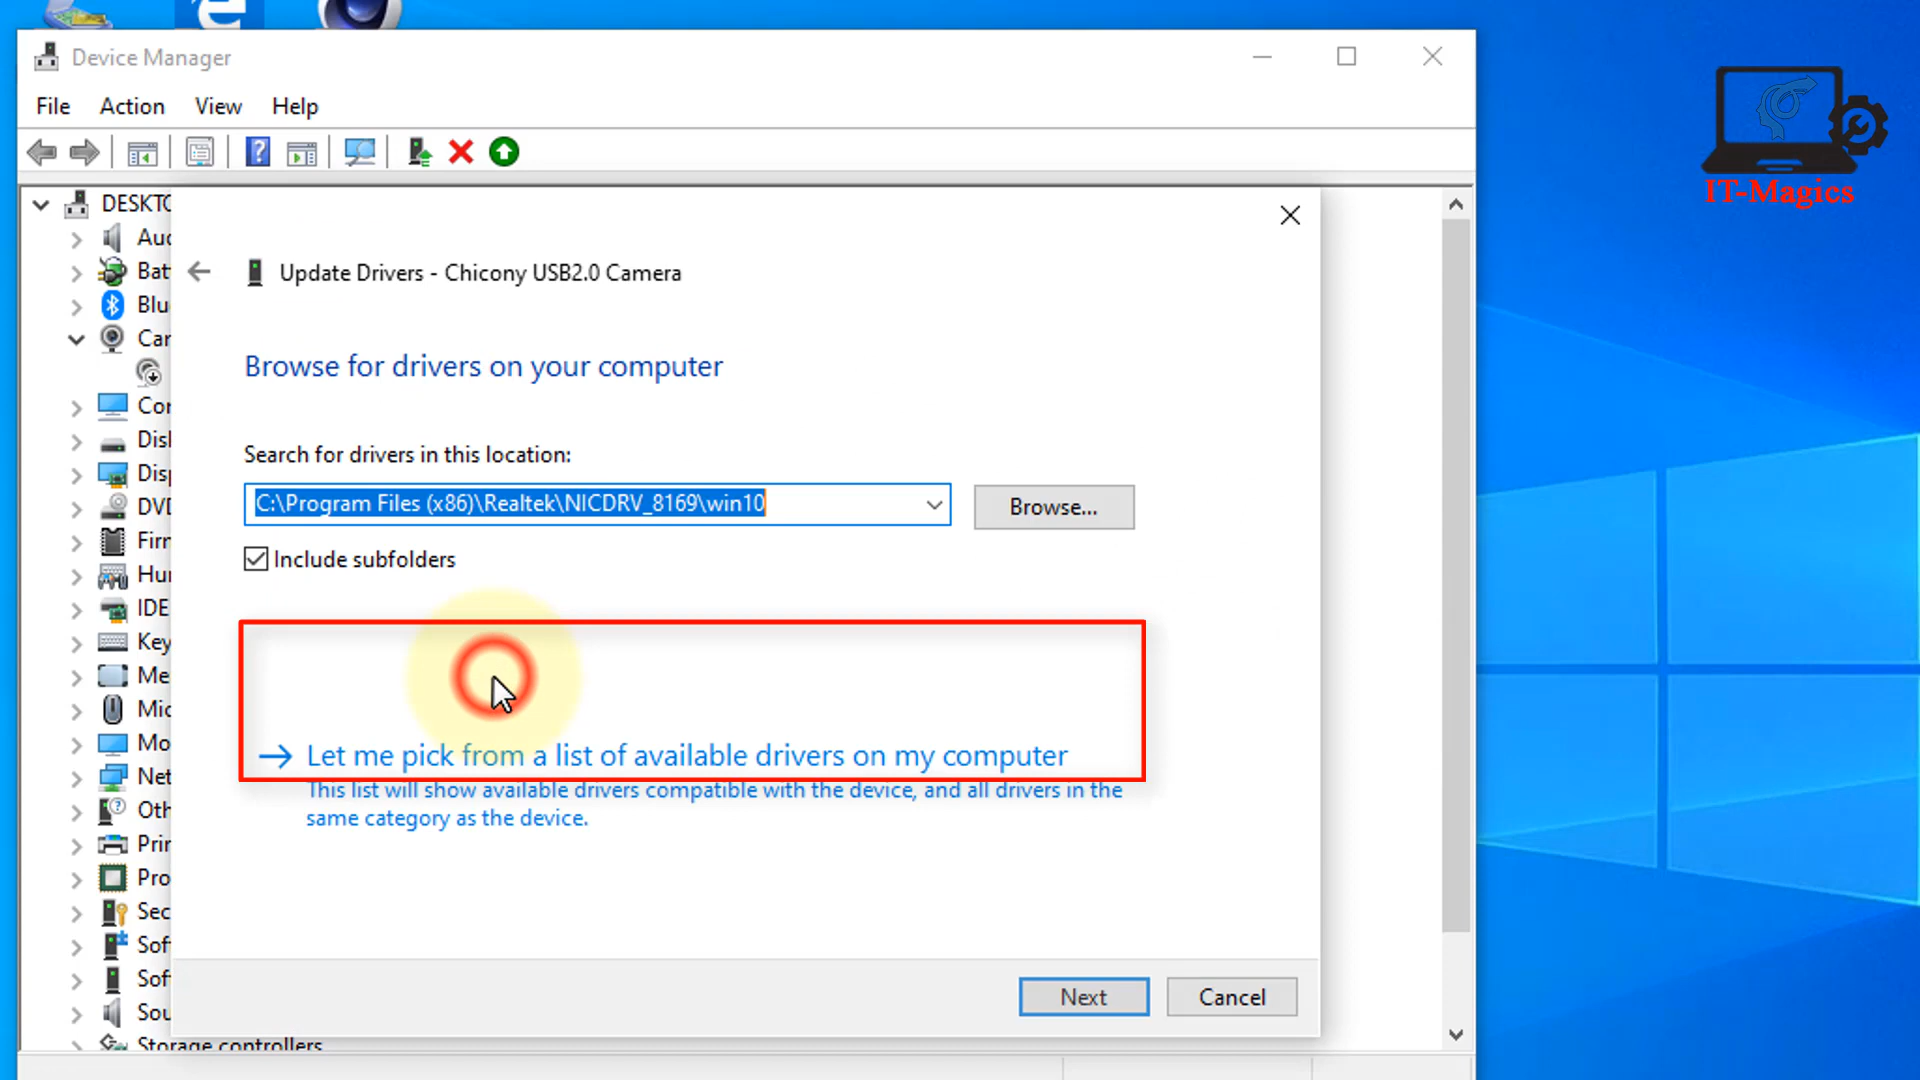 Device Manager
File Action View Help
IT-Magics
DESKTO
Aud
Bat
Update Drivers - Chicony USB2.0 Camera
Blu
Car
Browse for drivers on your computer
Cor
Disl
Search for drivers in this location:
Disp
C:\Program Files (x86)\Realtek\NICDRV_8169\win10
Browse...
DVD
Firn
Include subfolders
Hur
IDE
Key
Me
Mic
Mo
Let me pick from a list of available drivers on my computer
Net
This list will show available drivers compatible with the device, and all drivers in the
same category as the device.
Oth
Prin
Pro
Sec
Sof
Sof
Next
Cancel
Sou
Storage controllers